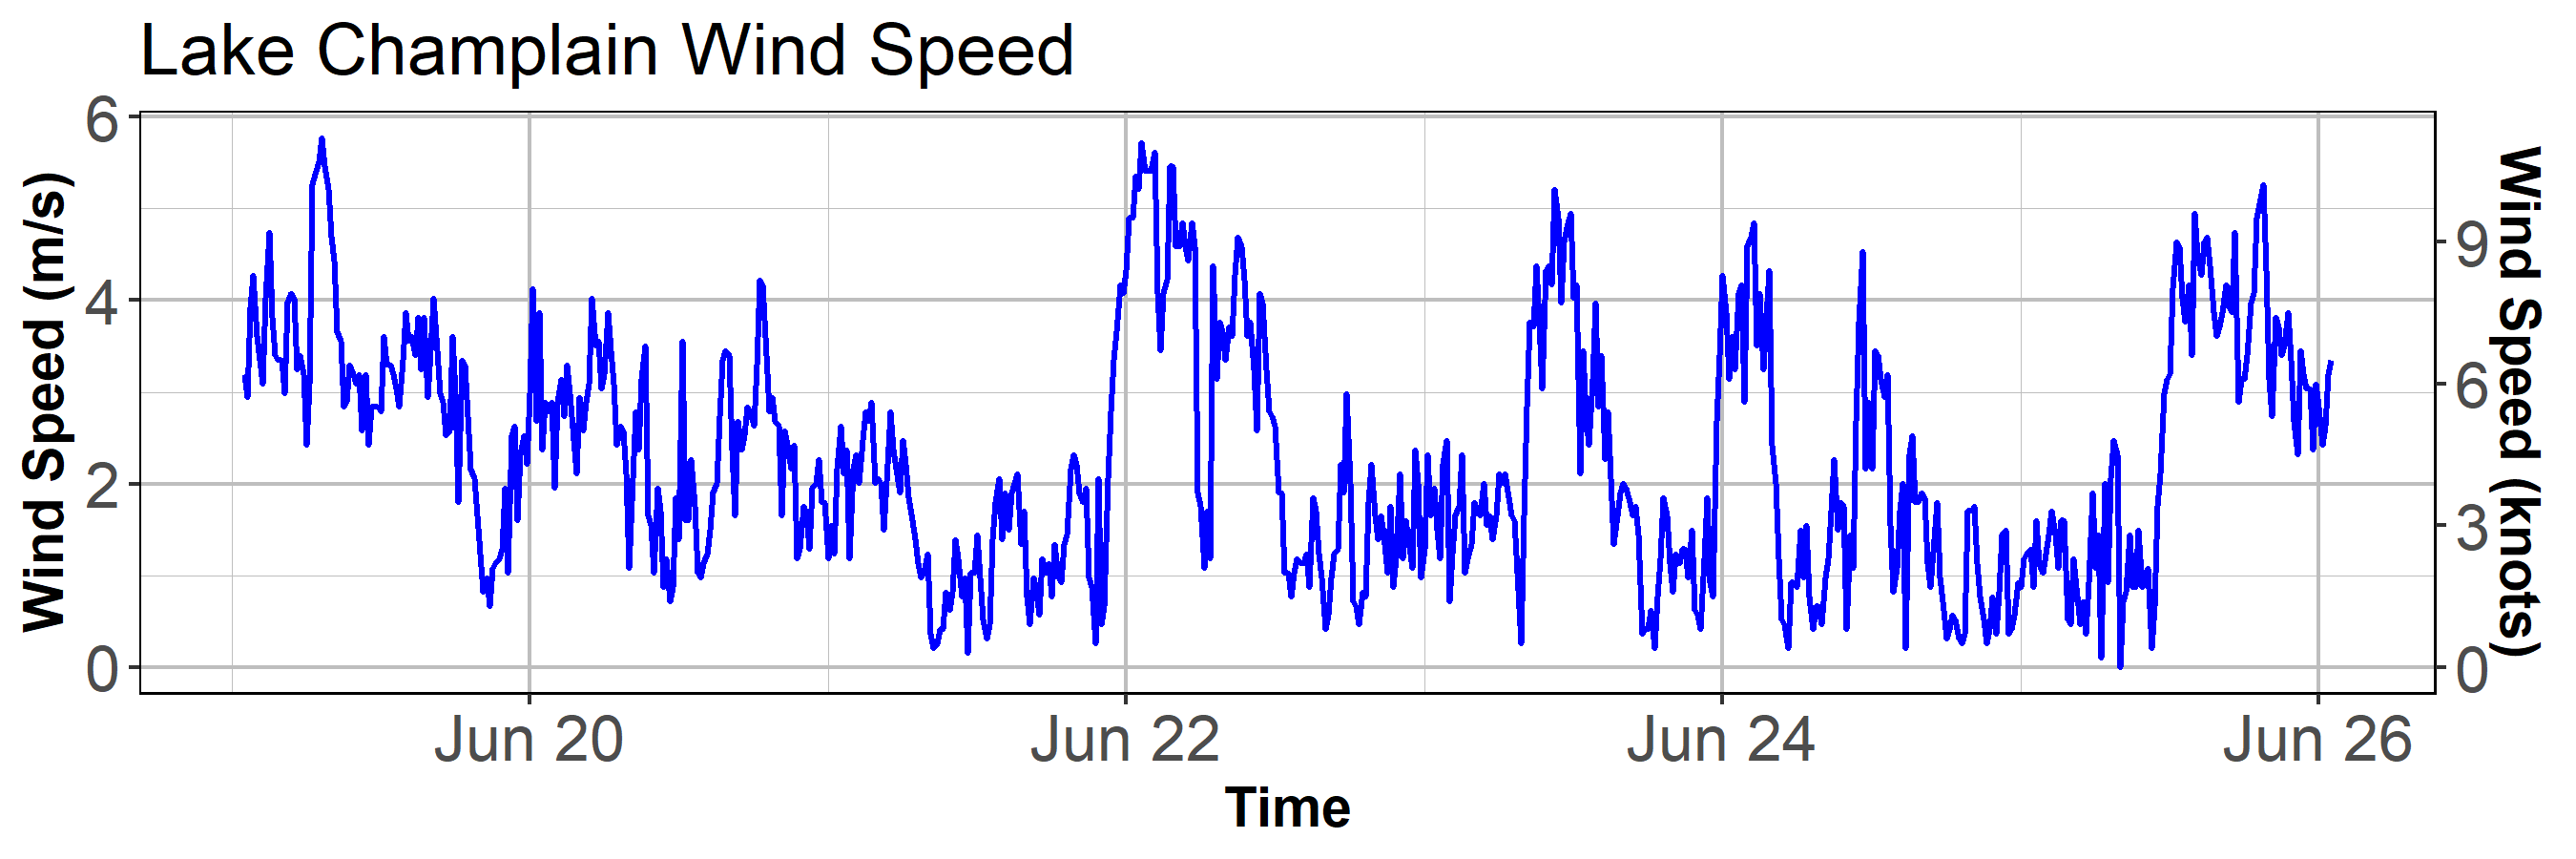 Lake Champlain Wind Speed
Wind Speed (m/s)
6
4
2
0
Wind Speed (knots)
9
6
3
0
Jun 20
Jun 22
Jun 24
Jun 26
Time